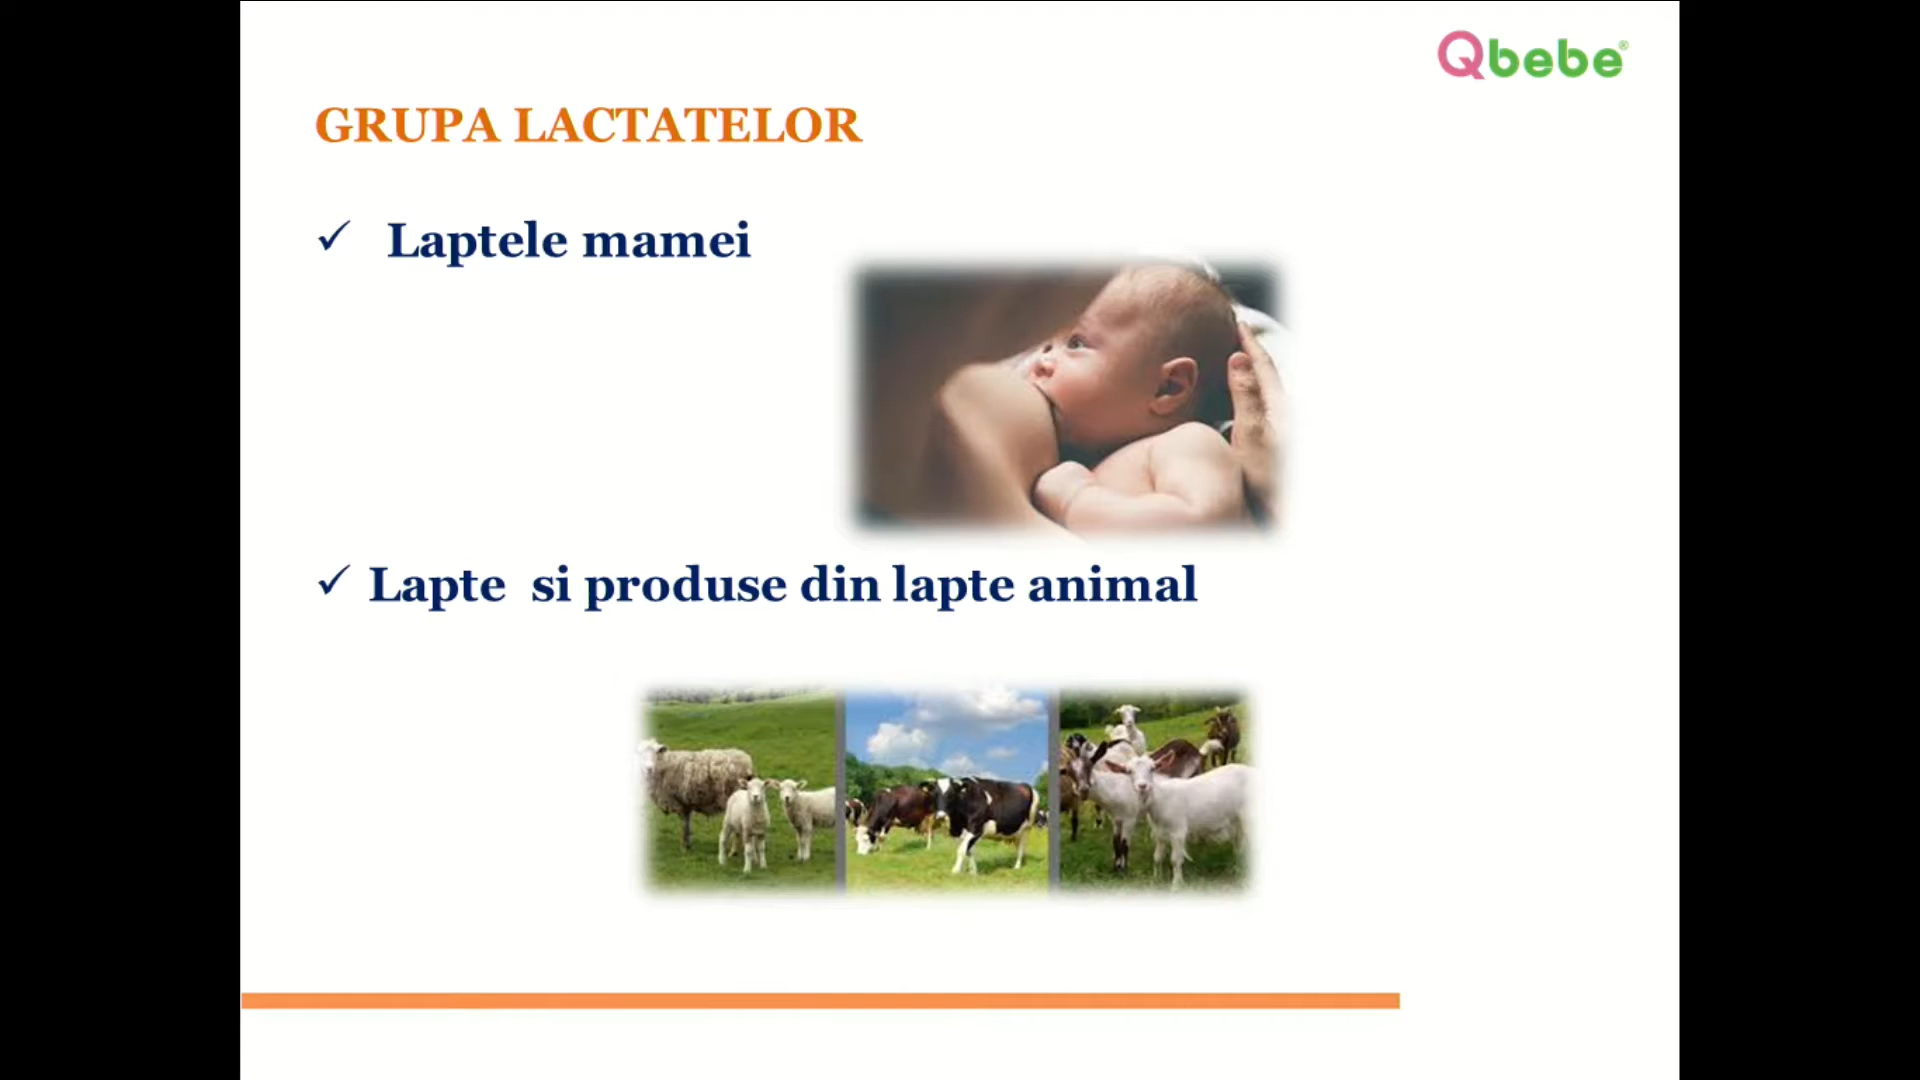 Qbebe®
GRUPA LACTATELOR
✓ Laptele mamei
✓ Lapte si produse din lapte animal